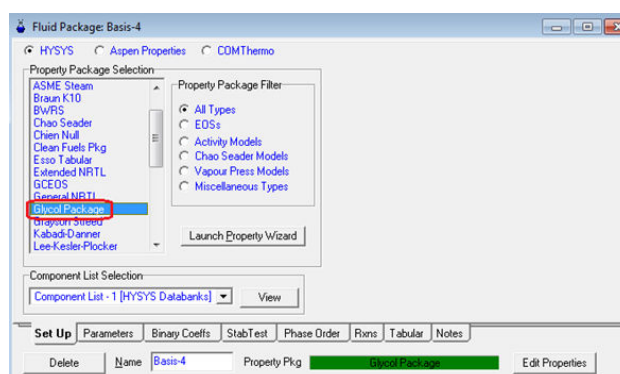 Fluid Package: Basis-4
HYSYS Aspen Properties COMThermo
Property Package Selection
ASME Steam
Braun K10
BWRS
Chao Seader
Chien Null
Clean Fuels Pkg
Esso Tabular
Extended NRTL
GCEOS
General NRTL
Glycol Package
Grayson Streed
Kabadi-Danner
Lee-Kesler-Plocker
Property Package Filter
All Types
EOSs
Activity Models
Chao Seader Models
Vapour Press Models
Miscellaneous Types
Launch Property Wizard
Component List Selection
Component List - 1 [HYSYS Databanks] View
Set Up Parameters Binary Coeffs StabTest Phase Order Rxns Tabular Notes
Delete Name Basis-4 Property Pkg Glycol Package Edit Properties